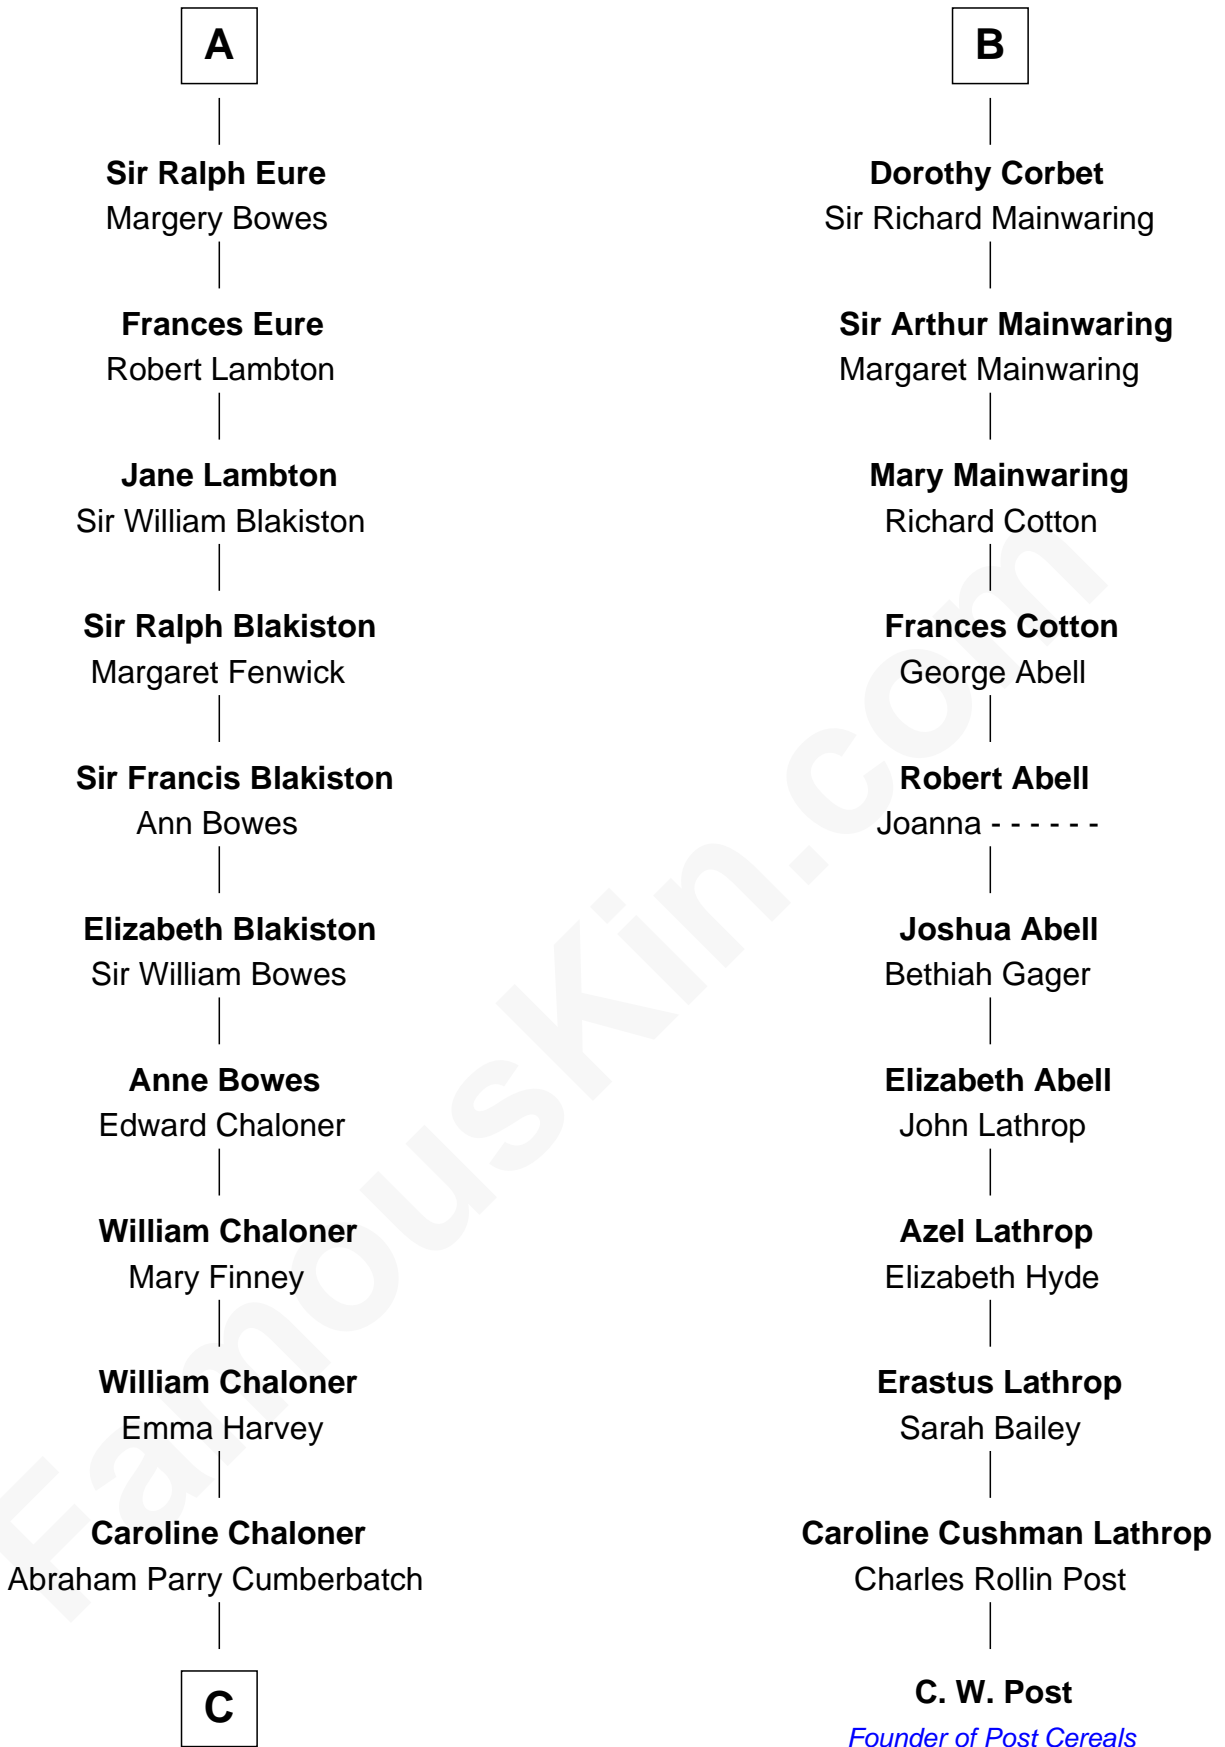 A
Sir Ralph Eure
Margery Bowes
Frances Eure
Robert Lambton
Jane Lambton
Sir William Blakiston
Sir Ralph Blakiston
Margaret Fenwick
Sir Francis Blakiston
Ann Bowes
Elizabeth Blakiston
Sir William Bowes
Anne Bowes
Edward Chaloner
William Chaloner
Mary Finney
William Chaloner
Emma Harvey
Caroline Chaloner
Abraham Parry Cumberbatch
C
B
Dorothy Corbet
Sir Richard Mainwaring
Sir Arthur Mainwaring
Margaret Mainwaring
Mary Mainwaring
Richard Cotton
Frances Cotton
George Abell
Robert Abell
Joanna - - - - - -
Joshua Abell
Bethiah Gager
Elizabeth Abell
John Lathrop
Azel Lathrop
Elizabeth Hyde
Erastus Lathrop
Sarah Bailey
Caroline Cushman Lathrop
Charles Rollin Post
C. W. Post
Founder of Post Cereals
FamousKin.com